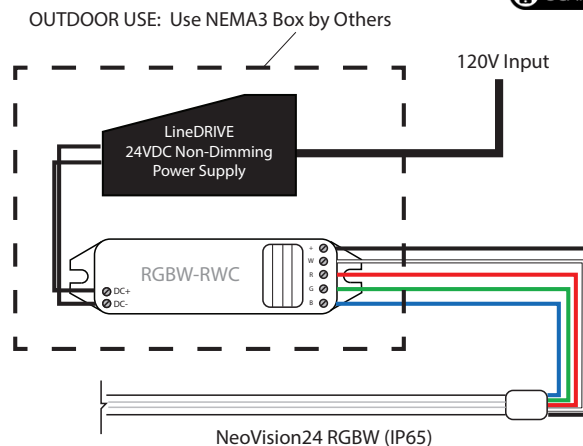 OUTDOOR USE: Use NEMA3 Box by Others
120V Input
LineDRIVE
24VDC Non-Dimming
Power Supply
RGBW-RWC
DC+
DC-
+
W
R
G
B
NeoVision24 RGBW (IP65)